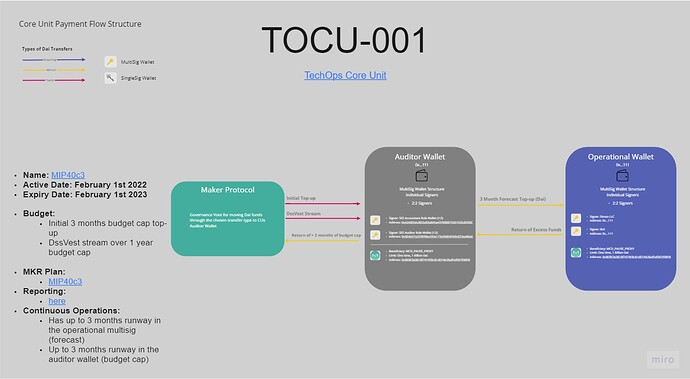 Core Unit Payment Flow Structure
TOCU-001
TechOps Core Unit
Types of Dai Transfers
MultiSig Wallet
SingleSig Wallet
Name: MIP40c3
Active Date: February 1st 2022
Expiry Date: February 1st 2023
Budget:
Initial 3 months budget cap top-
up
DssVest stream over 1 year
budget cap
MKR Plan:
MIP40c3
Reporting:
here
Continuous Operations:
Has up to 3 months runway in
the operational multisig
(forecast)
Up to 3 months runway in the
auditor wallet (budget cap)
Maker Protocol
Governance Vote for moving Dai funds
through the chosen transfer type to CUs
Auditor Wallet
Initial Top-up
DssVest Stream
Return of > 2 months of budget cap
Auditor Wallet
MultiSig Wallet Structure
Individual Signers
2:2 Signers
3 Month Forecast Top-up (Dai)
Return of Excess Funds
Operational Wallet
MultiSig Wallet Structure
Individual Signers
2:2 Signers
miro